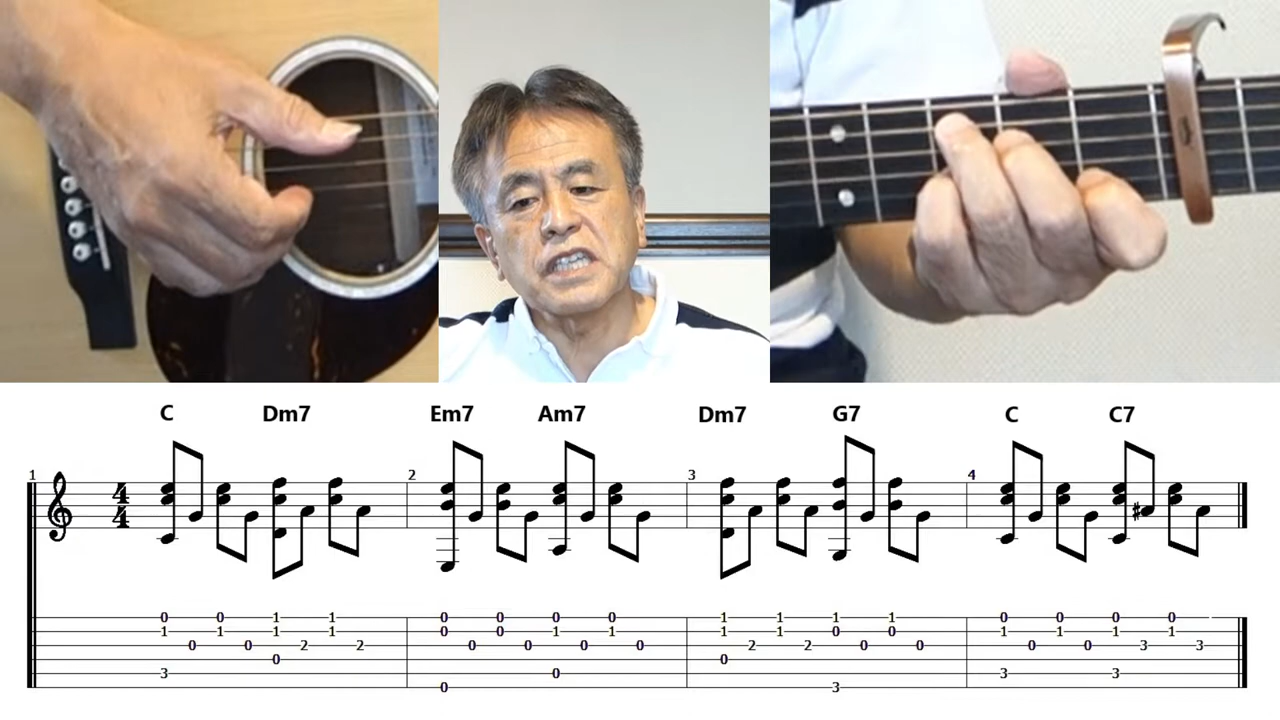 C Dm7 Em7 Am7 Dm7 G7 C C7
1 2 3 4
4
4
0 0 1 1 0 0 0 0 1 1 1 1 0 0 0 0
1 1 1 1 0 0 1 1 1 1 0 0 1 1 1 1
0 0 2 2 0 0 0 0 2 2 0 0 0 0 3 3
0 0
3 0 3 3
0 3